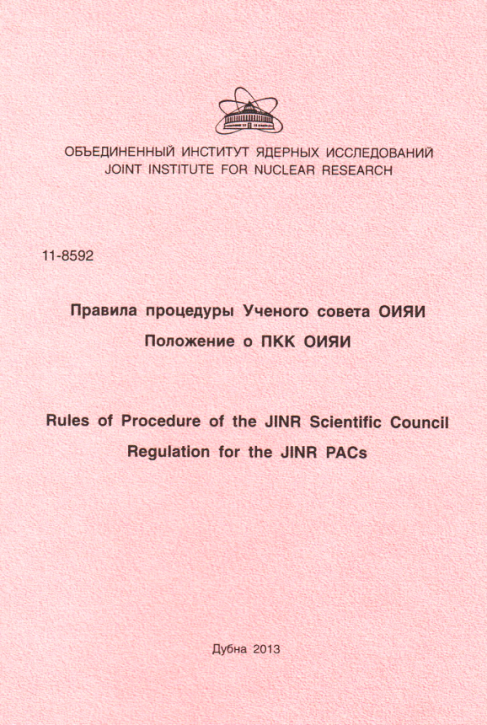 ОБЪЕДИНЕННЫЙ ИНСТИТУТ ЯДЕРНЫХ ИССЛЕДОВАНИЙ
JOINT INSTITUTE FOR NUCLEAR RESEARCH
11-8592
Правила процедуры Ученого совета ОИЯИ
Положение о ПКК ОИЯИ
Rules of Procedure of the JINR Scientific Council
Regulation for the JINR PACs
Дубна 2013